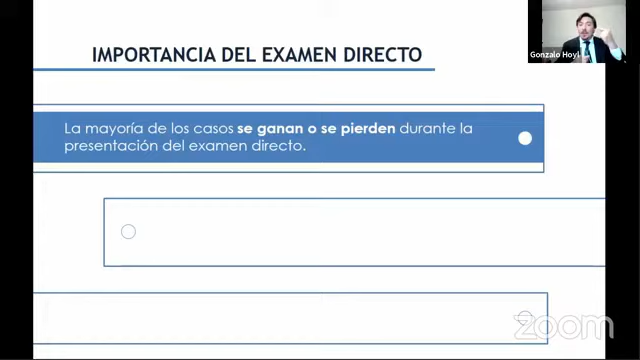 IMPORTANCIA DEL EXAMEN DIRECTO
Gonzalo Hoyl
La mayoría de los casos se ganan o se pierden durante la
presentación del examen directo.
zoom